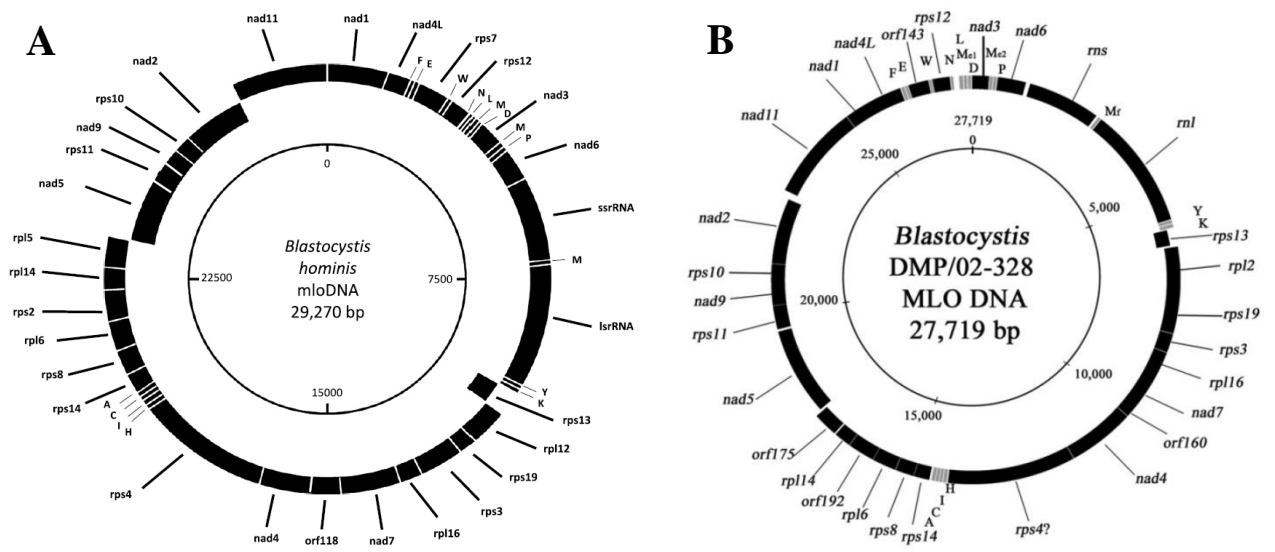 A
nad11
nad1
nad4L
F
E
rps7
W
rps12
N
L
M
D
nad3
M
P
nad6
ssrRNA
M
lsrRNA
Y
K
rps13
rpl12
rps19
rps3
rpl16
nad7
orf118
nad4
rps4
H
I
C
A
rps14
rps8
rpl6
rps2
rpl14
rpl5
nad5
rps11
nad9
rps10
nad2
0
7500
15000
22500
Blastocystis
hominis
mloDNA
29,270 bp
B
nad11
nad1
nad4L
F
E
orf143
W
rps12
N
L
Me1
D
nad3
Me2
P
nad6
rns
Mf
rnl
Y
K
rps13
rpl2
rps19
rps3
rpl16
nad7
orf160
nad4
rps4?
H
I
C
A
rps14
rps8
rpl6
orf192
rpl14
orf175
nad5
rps11
nad9
rps10
nad2
27,719
0
5,000
10,000
15,000
20,000
25,000
Blastocystis
DMP/02-328
MLO DNA
27,719 bp